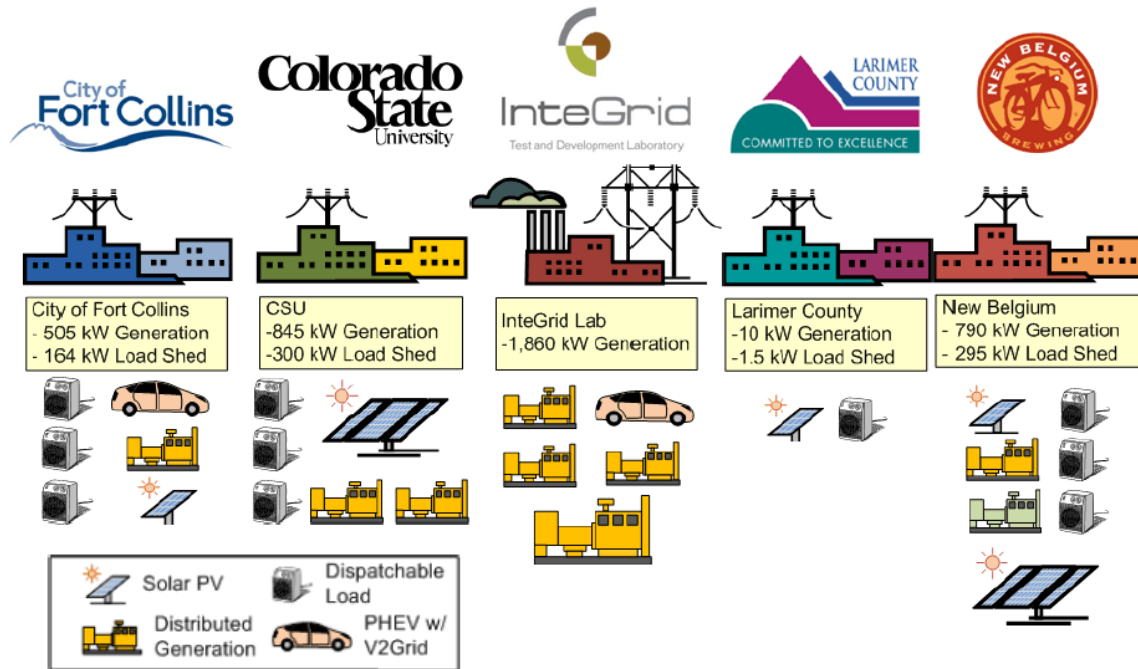 City of
Fort Collins
Colorado
State
University
InteGrid
Test and Development Laboratory
LARIMER
COUNTY
COMMITTED TO EXCELLENCE
NEW BELGIUM
BREWING
City of Fort Collins
- 505 kW Generation
- 164 kW Load Shed
CSU
-845 kW Generation
-300 kW Load Shed
InteGrid Lab
-1,860 kW Generation
Larimer County
-10 kW Generation
-1.5 kW Load Shed
New Belgium
- 790 kW Generation
- 295 kW Load Shed
Solar PV
Dispatchable
Load
Distributed
Generation
PHEV w/
V2Grid